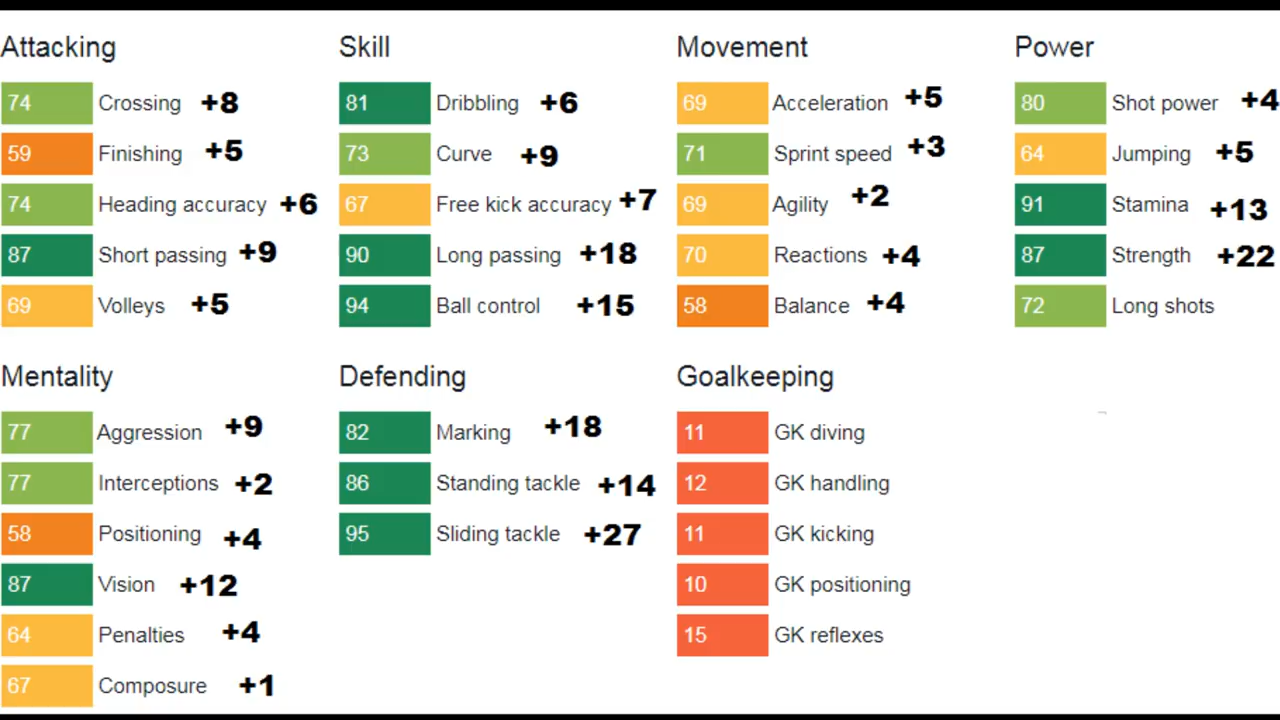 Attacking
74 Crossing +8
59 Finishing +5
74 Heading accuracy +6
87 Short passing +9
69 Volleys +5
Skill
81 Dribbling +6
73 Curve +9
67 Free kick accuracy +7
90 Long passing +18
94 Ball control +15
Movement
69 Acceleration +5
71 Sprint speed +3
69 Agility +2
70 Reactions +4
58 Balance +4
Power
80 Shot power +4
64 Jumping +5
91 Stamina +13
87 Strength +22
72 Long shots
Mentality
77 Aggression +9
77 Interceptions +2
58 Positioning +4
87 Vision +12
64 Penalties +4
67 Composure +1
Defending
82 Marking +18
86 Standing tackle +14
95 Sliding tackle +27
Goalkeeping
11 GK diving
12 GK handling
11 GK kicking
10 GK positioning
15 GK reflexes